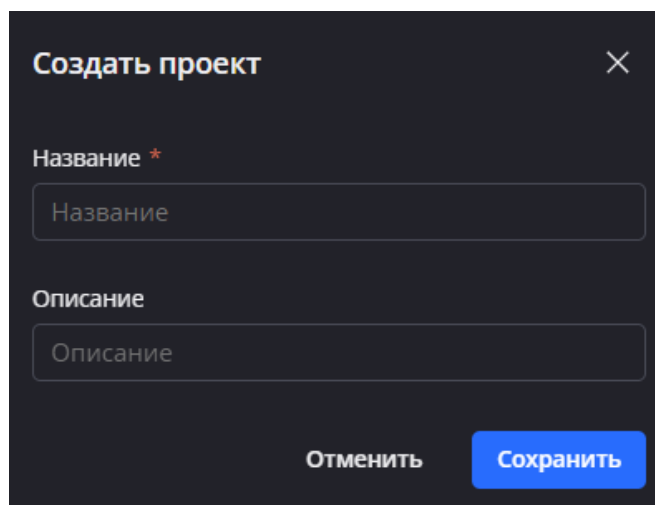 Создать проект
Название *
Название
Описание
Описание
Отменить Сохранить